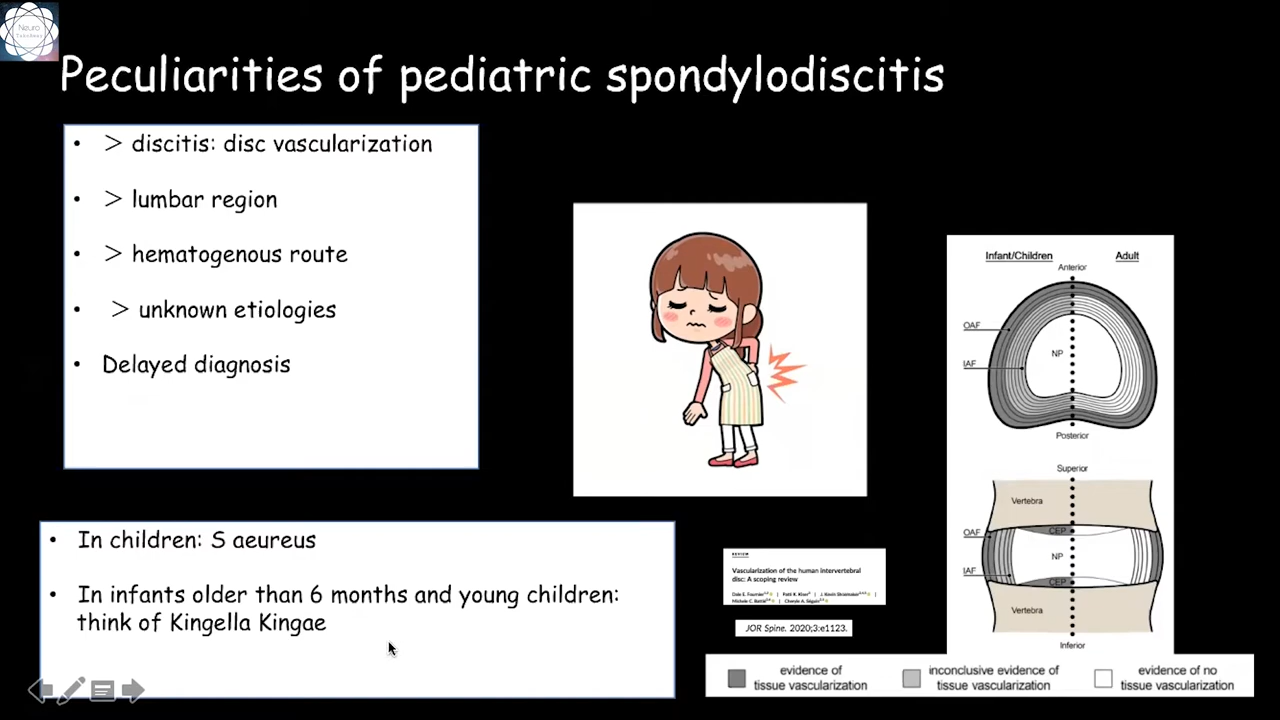 Neuro
Peculiarities of pediatric spondylodiscitis
• > discitis: disc vascularization
• > lumbar region
• > hematogenous route
• > unknown etiologies
• Delayed diagnosis
• In children: S aeureus
• In infants older than 6 months and young children:
think of Kingella Kingae
REVIEW
Vascularization of the human intervertebral
disc: A scoping review
JOR Spine. 2020;3:e1123.
Infant/Children
Adult
Anterior
OAF
NP
IAF
Posterior
Superior
Vertebra
OAF
CEP
NP
IAF
CEP
Vertebra
Inferior
evidence of
tissue vascularization
inconclusive evidence of
tissue vascularization
evidence of no
tissue vascularization